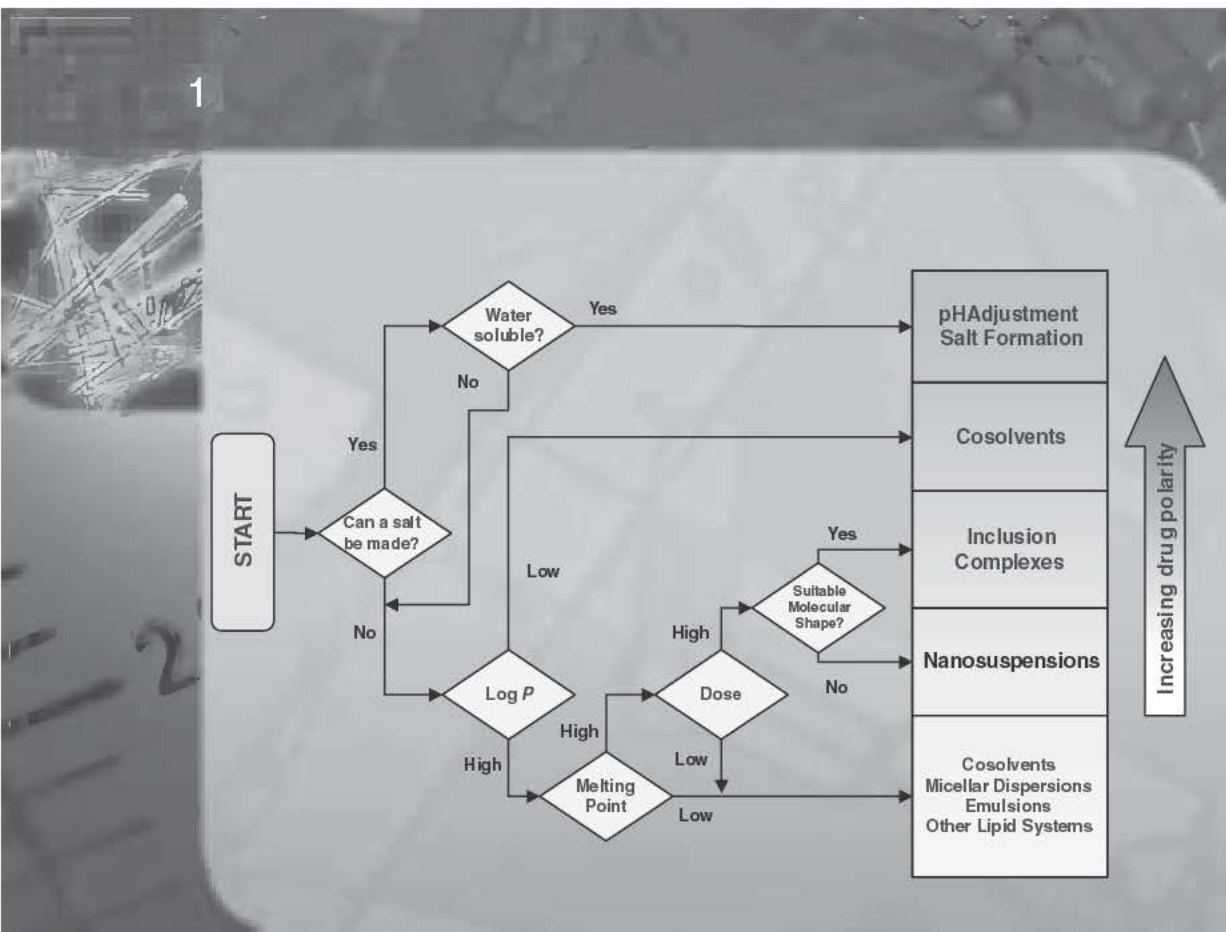 1
Water
soluble?
Yes
No
Yes
START
Can a salt
be made?
No
Low
Log P
High
Melting
Point
High
Low
Dose
High
Low
Suitable
Molecular
Shape?
Yes
No
pHAdjustment
Salt Formation
Cosolvents
Inclusion
Complexes
Nanosuspensions
Cosolvents
Micellar Dispersions
Emulsions
Other Lipid Systems
Increasing drug polarity
2